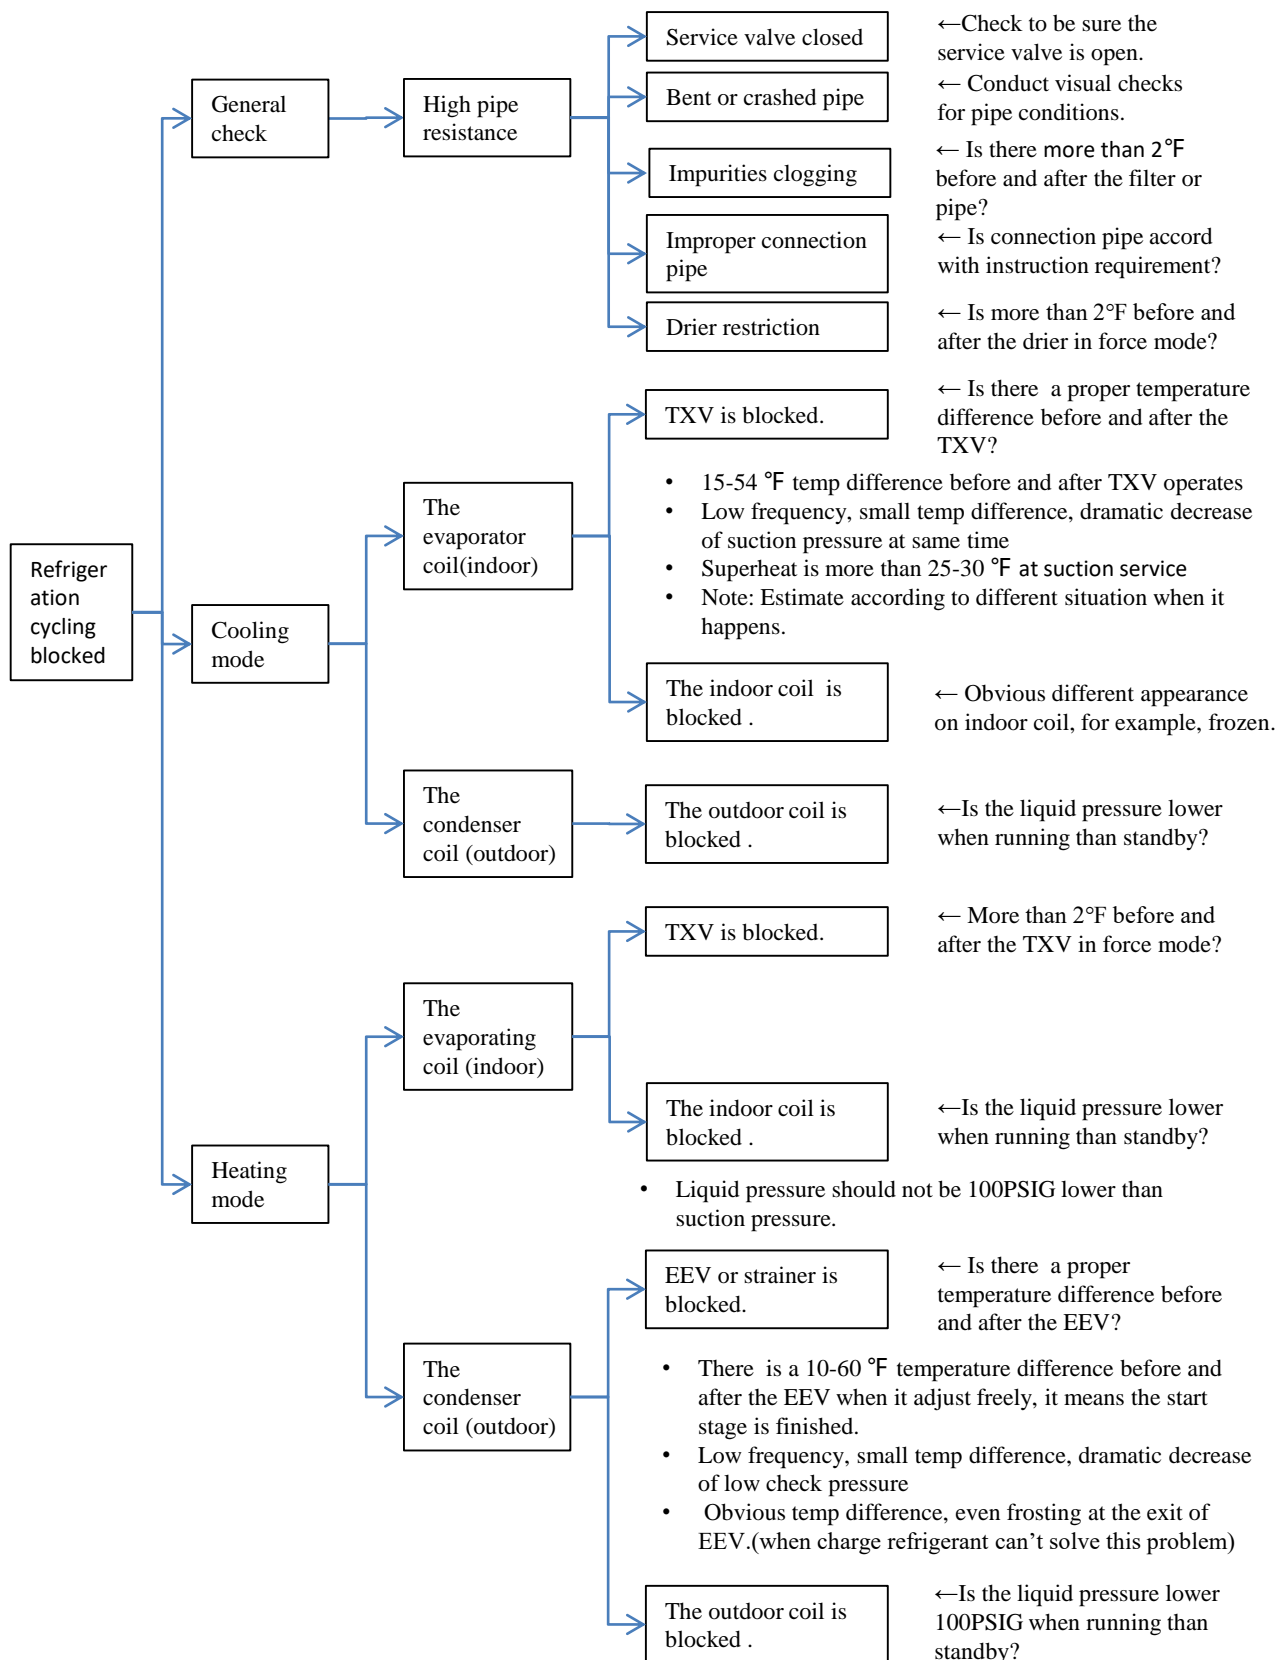 Service valve closed
←Check to be sure the
service valve is open.
General
check
High pipe
resistance
Bent or crashed pipe
← Conduct visual checks
for pipe conditions.
Impurities clogging
← Is there more than 2℉
before and after the filter or
pipe?
Improper connection
pipe
← Is connection pipe accord
with instruction requirement?
Drier restriction
← Is more than 2°F before and
after the drier in force mode?
TXV is blocked.
← Is there  a proper temperature
difference before and after the
TXV?
• 15-54 ℉ temp difference before and after TXV operates
• Low frequency, small temp difference, dramatic decrease
of suction pressure at same time
• Superheat is more than 25-30 ℉ at suction service
• Note: Estimate according to different situation when it
happens.
The
evaporator
coil(indoor)
Refriger
ation
cycling
blocked
Cooling
mode
The indoor coil  is
blocked .
← Obvious different appearance
on indoor coil, for example, frozen.
The
condenser
coil (outdoor)
The outdoor coil is
blocked .
←Is the liquid pressure lower
when running than standby?
TXV is blocked.
← More than 2°F before and
after the TXV in force mode?
The
evaporating
coil (indoor)
The indoor coil is
blocked .
←Is the liquid pressure lower
when running than standby?
Heating
mode
• Liquid pressure should not be 100PSIG lower than
suction pressure.
EEV or strainer is
blocked.
← Is there  a proper
temperature difference before
and after the EEV?
The
condenser
coil (outdoor)
• There  is a 10-60 ℉ temperature difference before and
after the EEV when it adjust freely, it means the start
stage is finished.
• Low frequency, small temp difference, dramatic decrease
of low check pressure
• Obvious temp difference, even frosting at the exit of
EEV.(when charge refrigerant can’t solve this problem)
The outdoor coil is
blocked .
←Is the liquid pressure lower
100PSIG when running than
standby?